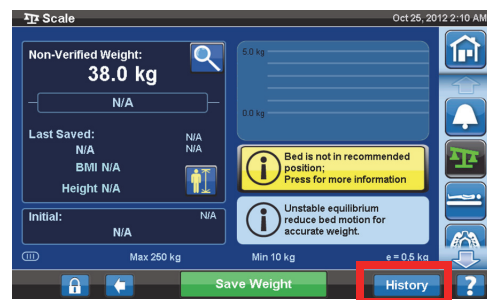 Scale
Oct 25, 2012 2:10 AM
Non-Verified Weight:
38.0 kg
N/A
Last Saved:
N/A
N/A
N/A
BMI N/A
Height N/A
Initial:
N/A
N/A
5.0 kg
0.0 kg
Bed is not in recommended
position;
Press for more information
Unstable equilibrium
reduce bed motion for
accurate weight.
Max 250 kg
Min 10 kg
e = 0,5 kg
Save Weight
History
?